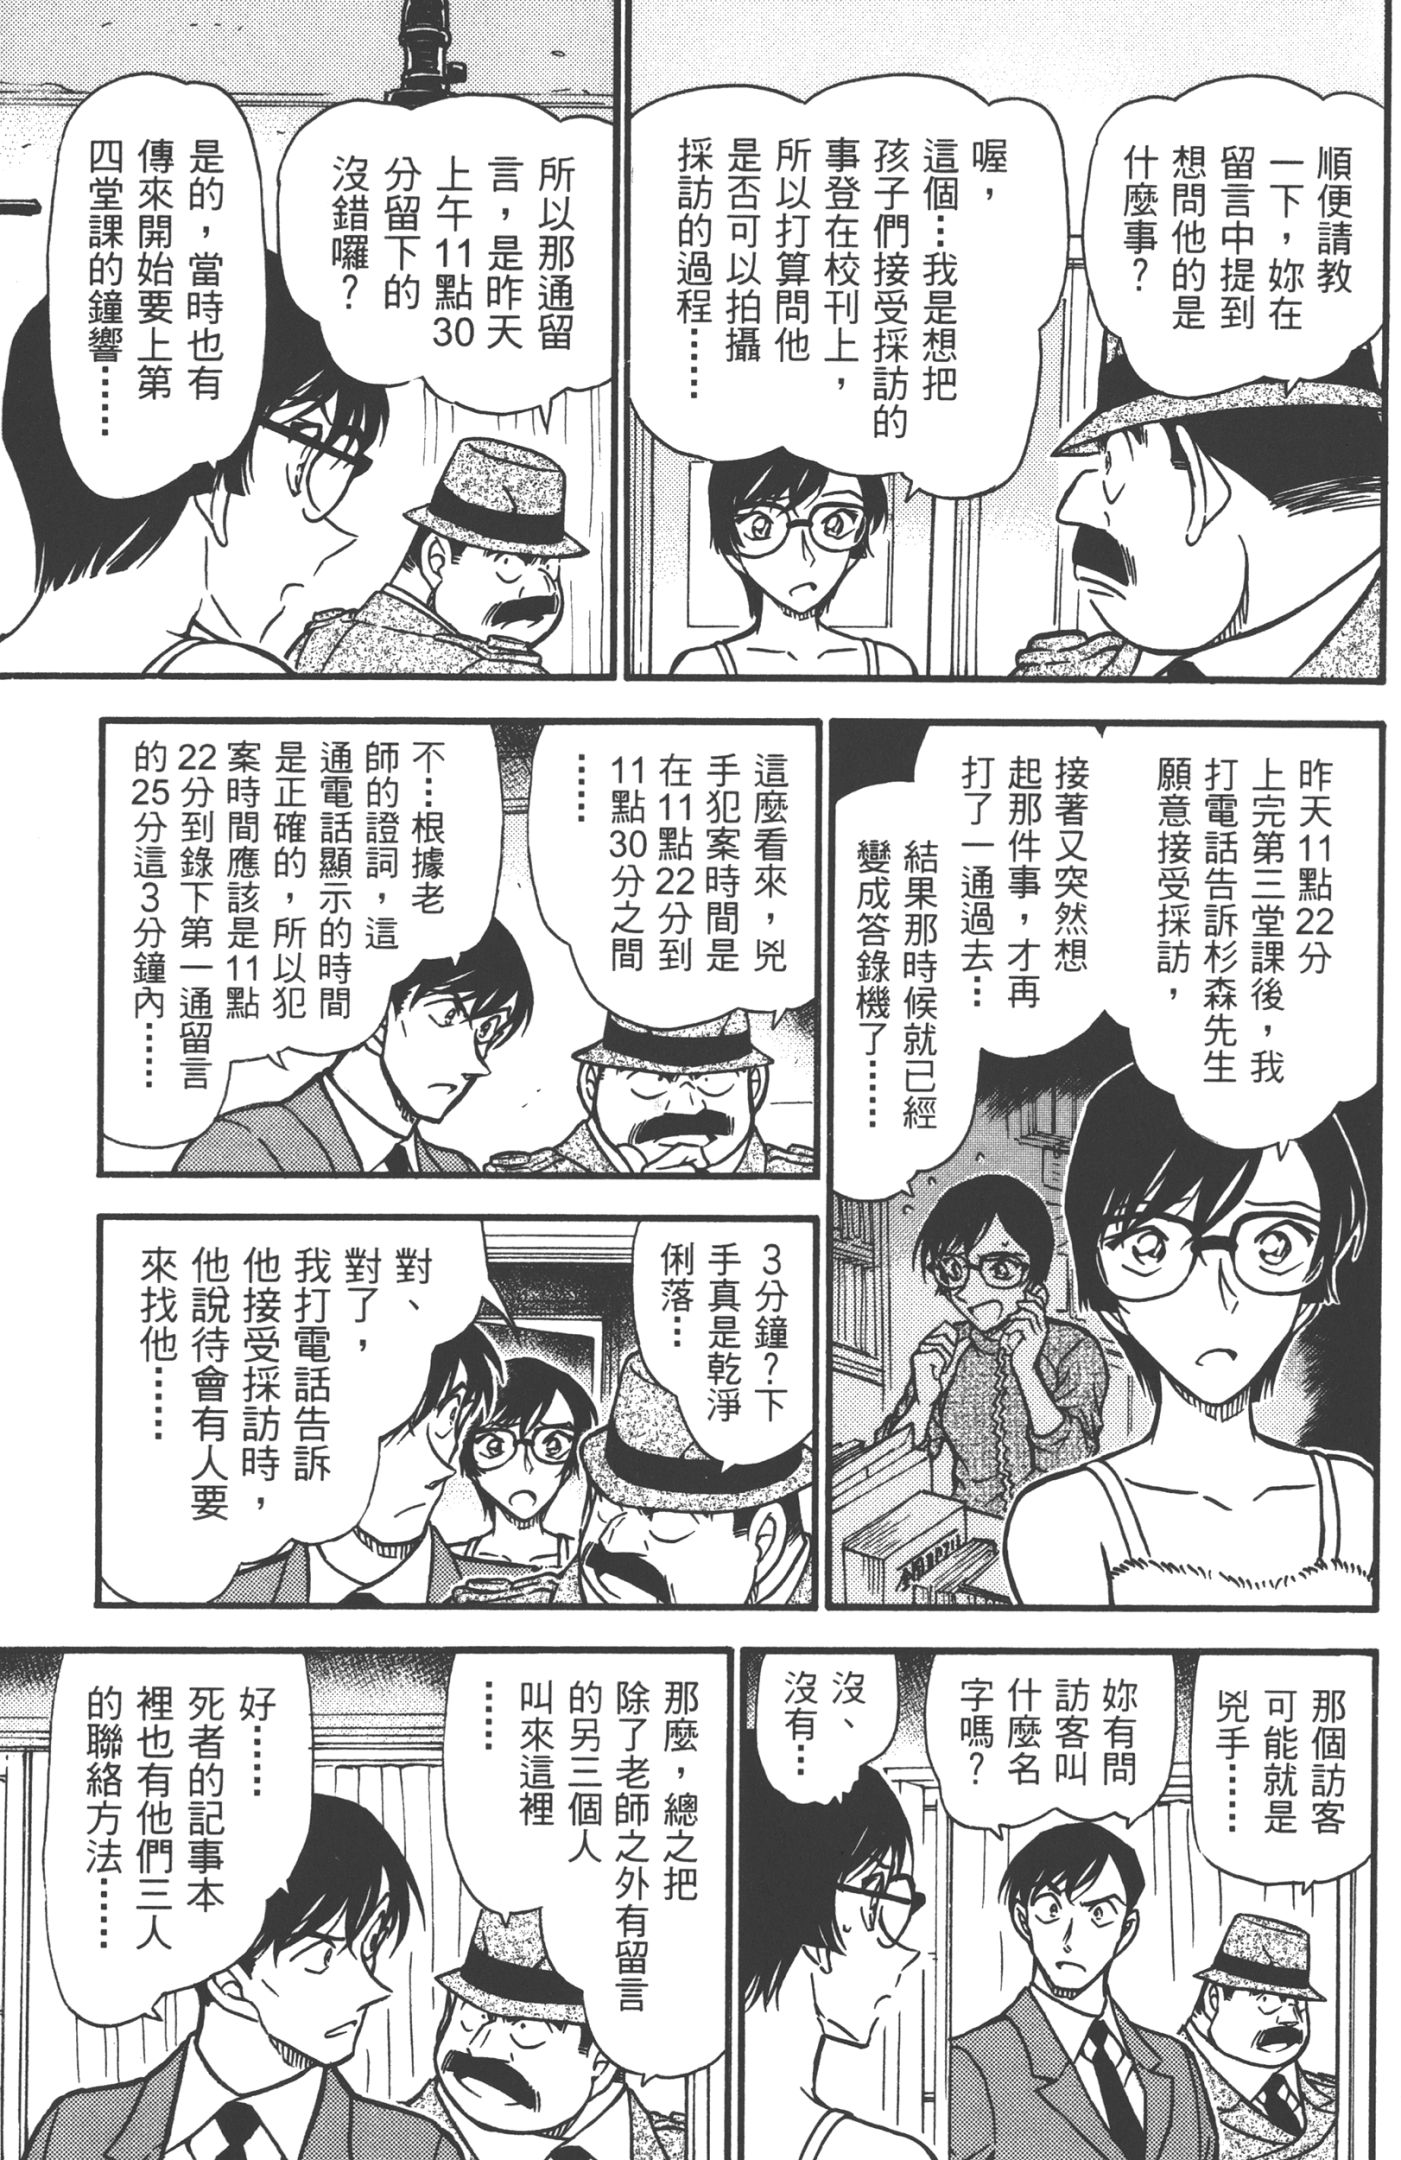 順便請教
一下，妳在
留言中提到
想問他的是
什麼事？
喔，
這個…我是想把
孩子們接受採訪的
事登在校刊上，
所以打算問他
是否可以拍攝
採訪的過程……
所以那通留
言，是昨天
上午11點30
分留下的
沒錯囉？
是的，當時也有
傳來開始要上第
四堂課的鐘響……
昨天11點22分
上完第三堂課後，我
打電話告訴杉森先生
願意接受採訪，
接著又突然想
起那件事，才再
打了一通過去…
結果那時候就已經
變成答錄機了……
這麼看來，兇
手犯案時間是
在11點22分到
11點30分之間
……
不…根據老
師的證詞，這
通電話顯示的時間
是正確的，所以犯
案時間應該是11點
22分到錄下第一通留言
的25分這3分鐘內……
3分鐘？下
手真是乾淨
俐落…
對、
對了，
我打電話告訴
他接受採訪時，
他說待會有人要
來找他……
那個訪客
可能就是
兇手……
妳有問
訪客叫
什麼名
字嗎？
沒、
沒有…
那麼，總之把
除了老師之外有留言
的另三個人
叫來這裡
……
好……
死者的記事本
裡也有他們三人
的聯絡方法……